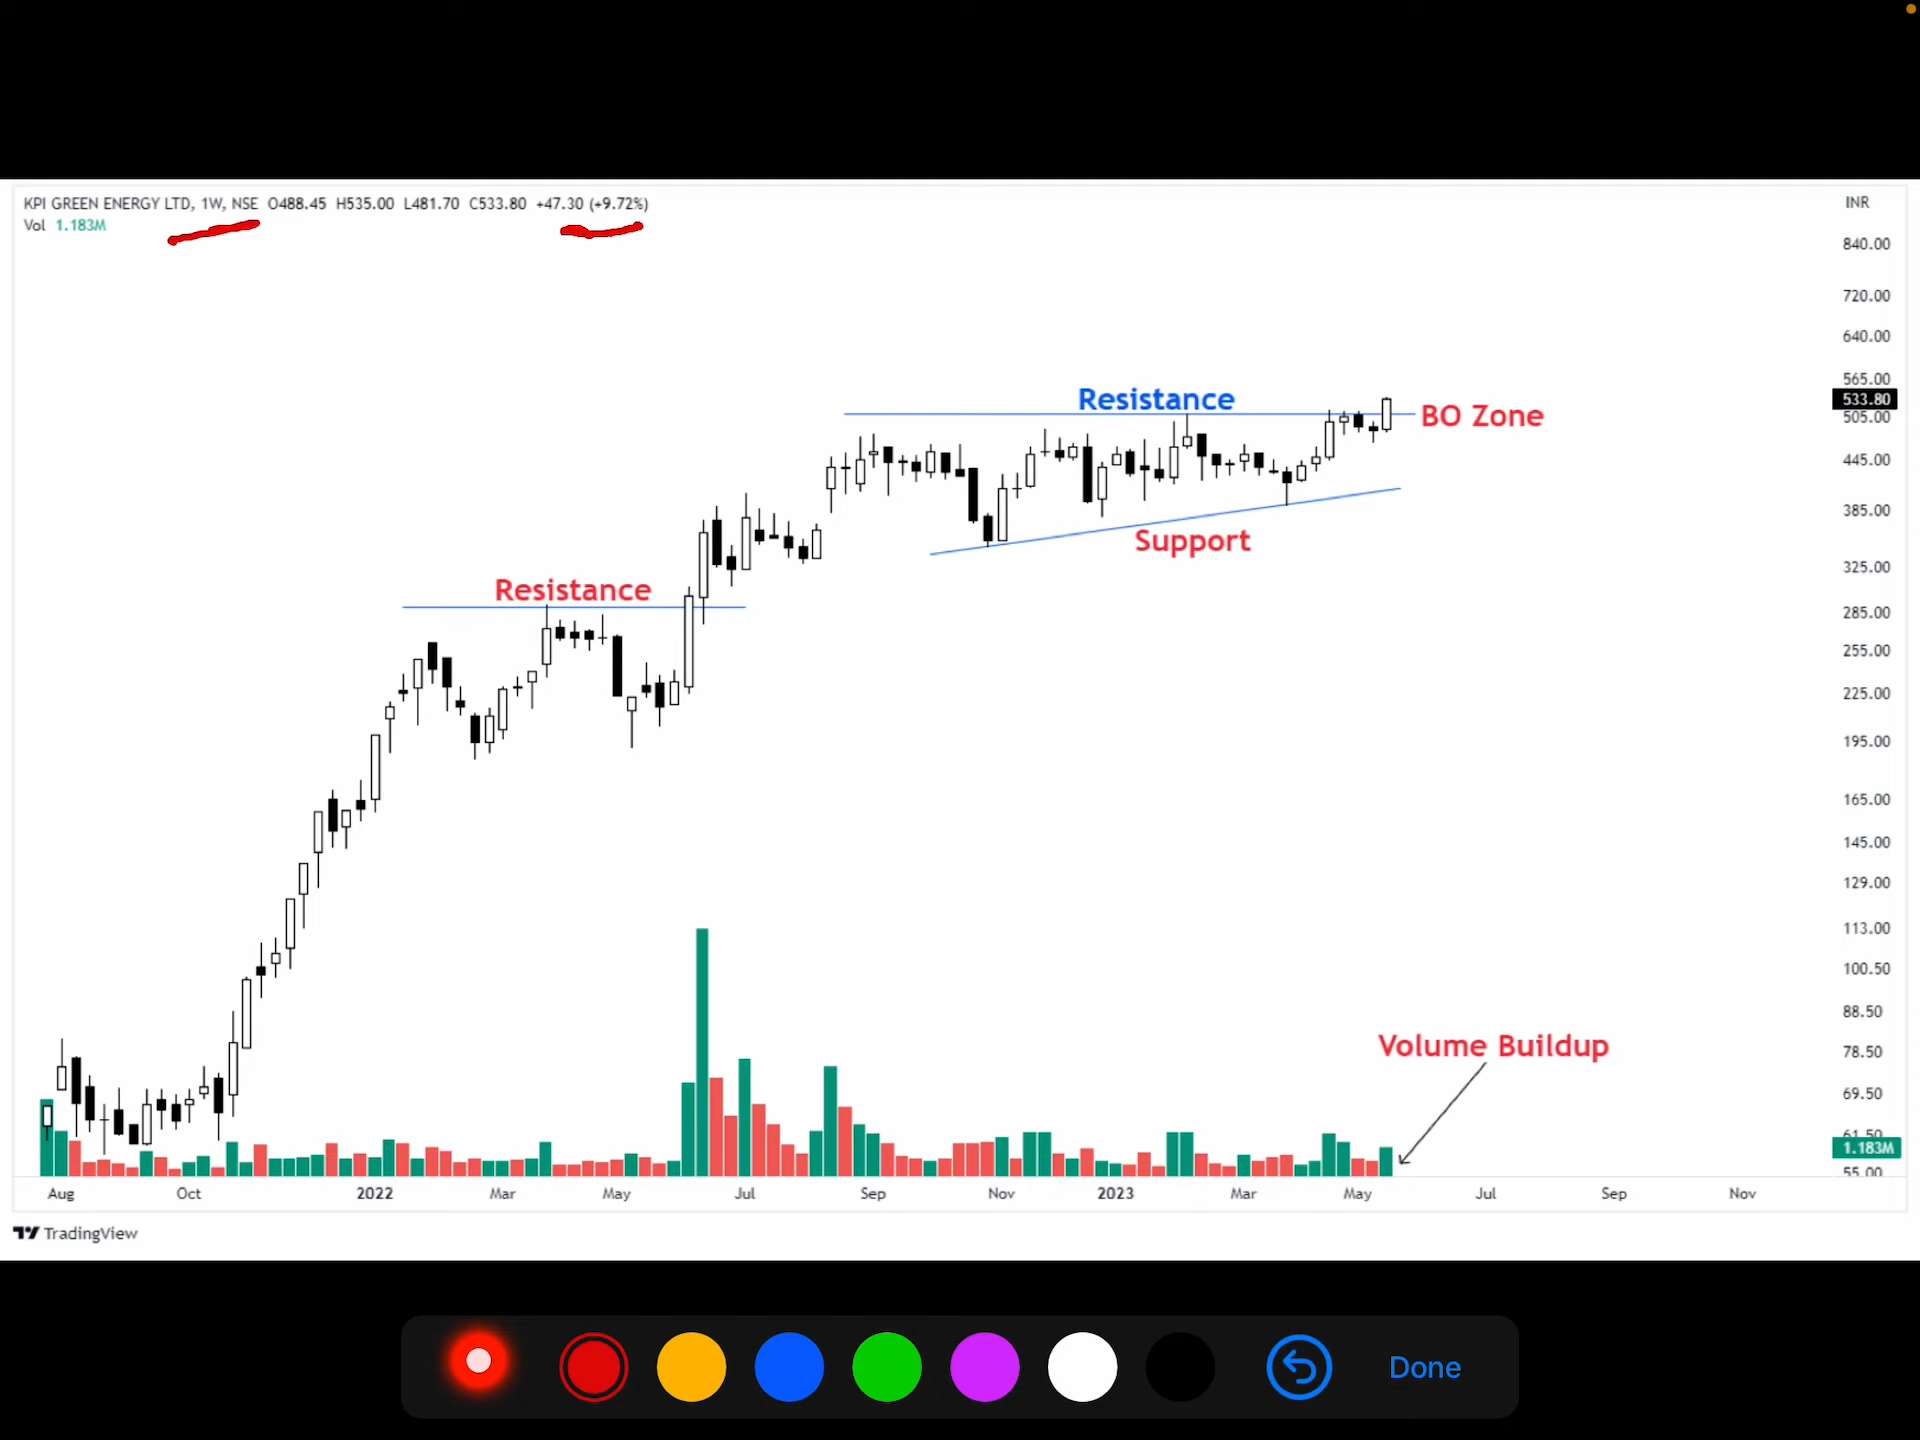 KPI GREEN ENERGY LTD, 1W, NSE O488.45 H535.00 L481.70 C533.80 +47.30 (+9.72%)
Vol 1.183M
INR
840.00
720.00
640.00
565.00
533.80
505.00
445.00
385.00
325.00
285.00
255.00
225.00
195.00
165.00
145.00
129.00
113.00
100.50
88.50
78.50
69.50
61.50
1.183M
55.00
Resistance
BO Zone
Support
Resistance
Volume Buildup
Aug Oct 2022 Mar May Jul Sep Nov 2023 Mar May Jul Sep Nov
TradingView
Done